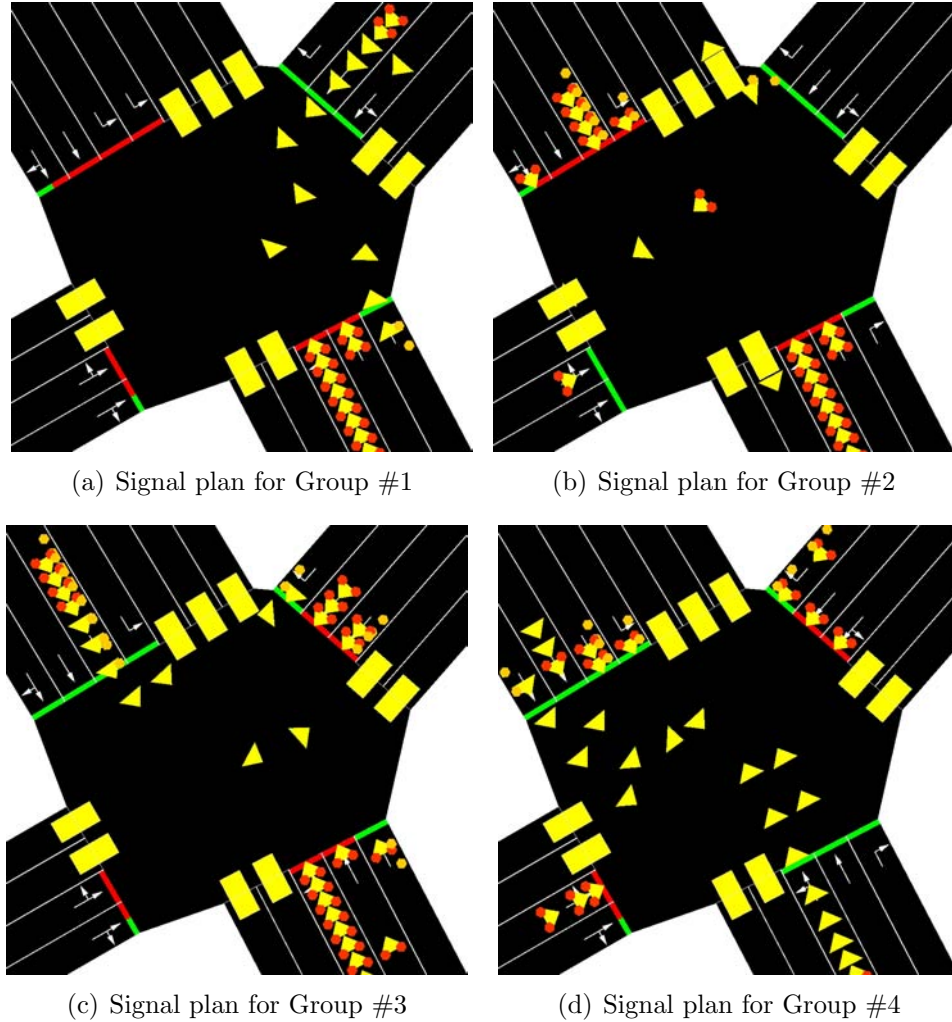 (a) Signal plan for Group #1
(b) Signal plan for Group #2
(c) Signal plan for Group #3
(d) Signal plan for Group #4